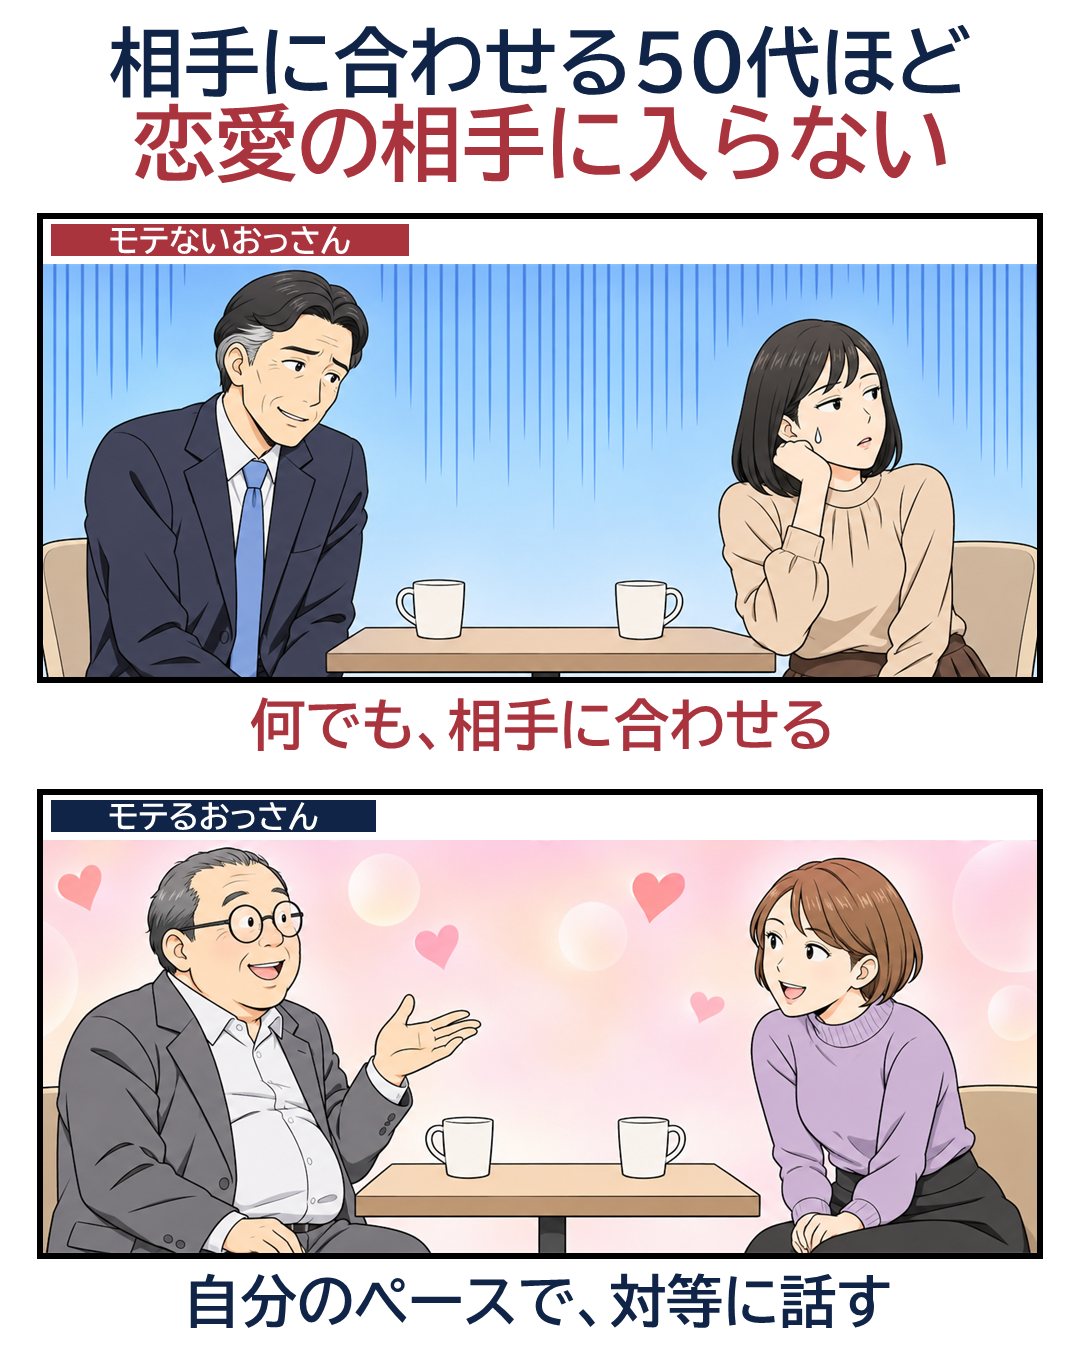 相手に合わせる50代ほど
恋愛の相手に入らない
モテないおっさん
何でも、相手に合わせる
モテるおっさん
自分のペースで、対等に話す